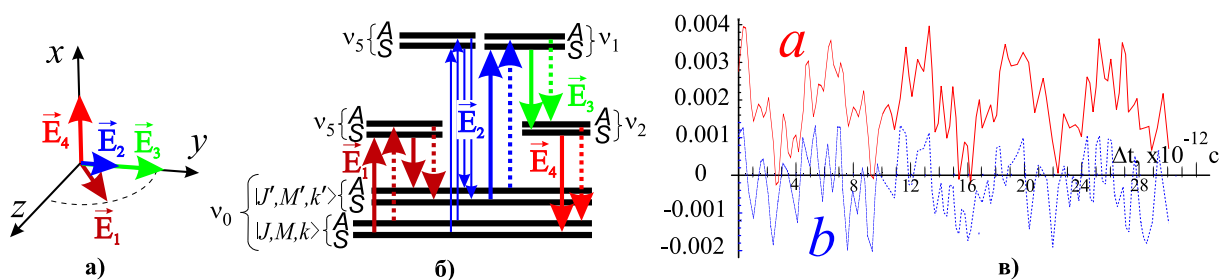 x
E₄
E₂
E₃
y
z
E₁
а)
ν₅ { A S
A S } ν₁
ν₅ { A S
E₂
E₃
A S } ν₂
E₁
E₄
ν₀ { |J′,M′,k⟩ { A S
|J,M,k⟩ { A S
б)
0.004
0.003
0.002
0.001
0
-0.001
-0.002
a
b
4 8 12 16 20 24 28
Δt, x10⁻¹² c
в)